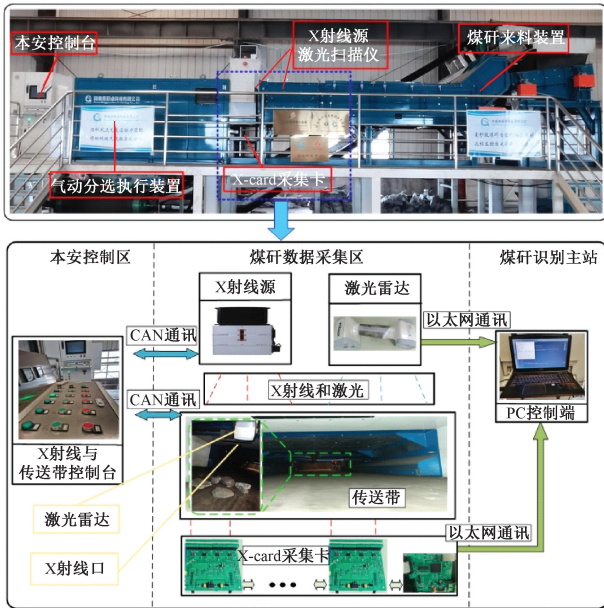 本安控制台
X射线源
激光扫描仪
煤矸来料装置
气动分选执行装置
X-card采集卡
本安控制区
煤矸数据采集区
煤矸识别主站
X射线源
激光雷达
CAN通讯
以太网通讯
X射线和激光
CAN通讯
PC控制端
X射线与
传送带控制台
传送带
激光雷达
以太网通讯
X射线口
X-card采集卡